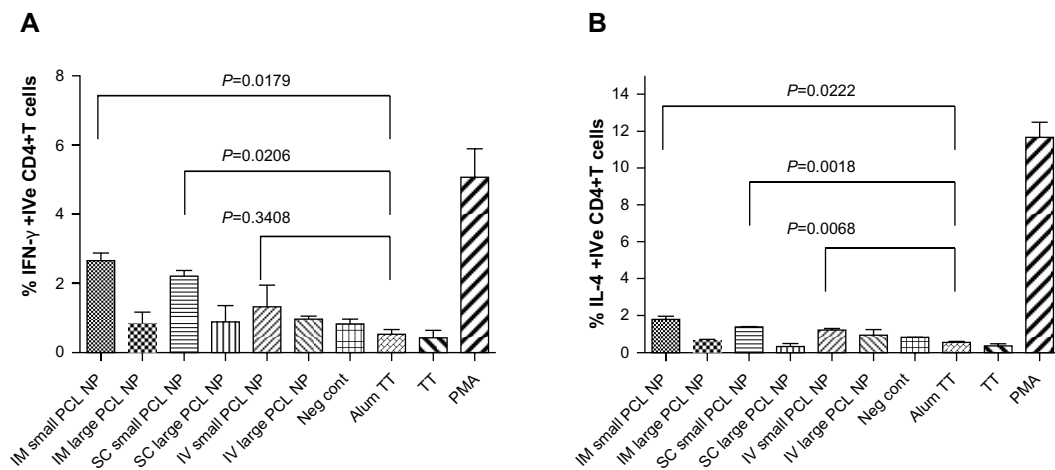 A
% IFN-γ +IVe CD4+T cells
8
6
4
2
0
P=0.0179
P=0.0206
P=0.3408
IM small PCL NP
IM large PCL NP
SC small PCL NP
SC large PCL NP
IV small PCL NP
IV large PCL NP
Neg cont
Alum TT
TT
PMA
B
% IL-4 +IVe CD4+T cells
14
12
10
8
6
4
2
0
P=0.0222
P=0.0018
P=0.0068
IM small PCL NP
IM large PCL NP
SC small PCL NP
SC large PCL NP
IV small PCL NP
IV large PCL NP
Neg cont
Alum TT
TT
PMA